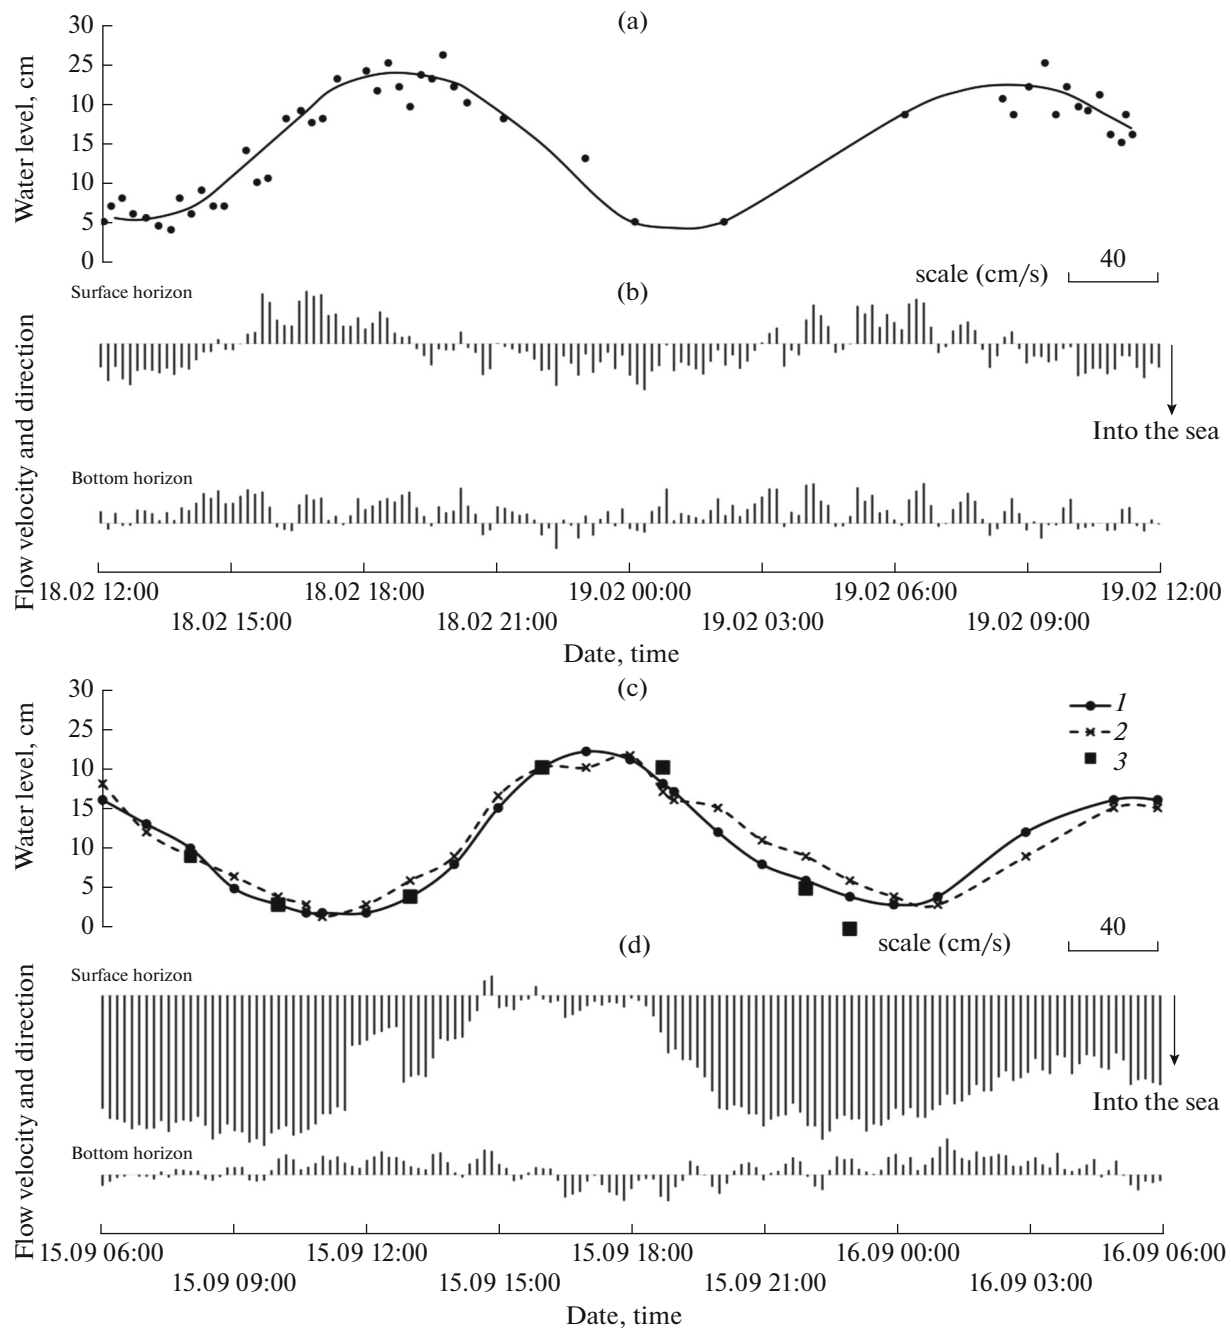 (a)
Water level, cm
30
25
10
15
10
5
0
scale (cm/s)
40
(b)
Flow velocity and direction
Surface horizon
Into the sea
Bottom horizon
18.02 12:00
18.02 15:00
18.02 18:00
18.02 21:00
19.02 00:00
19.02 03:00
19.02 06:00
19.02 09:00
19.02 12:00
Date, time
(c)
Water level, cm
30
25
10
15
10
5
0
1
2
3
scale (cm/s)
40
(d)
Flow velocity and direction
Surface horizon
Into the sea
Bottom horizon
15.09 06:00
15.09 09:00
15.09 12:00
15.09 15:00
15.09 18:00
15.09 21:00
16.09 00:00
16.09 03:00
16.09 06:00
Date, time